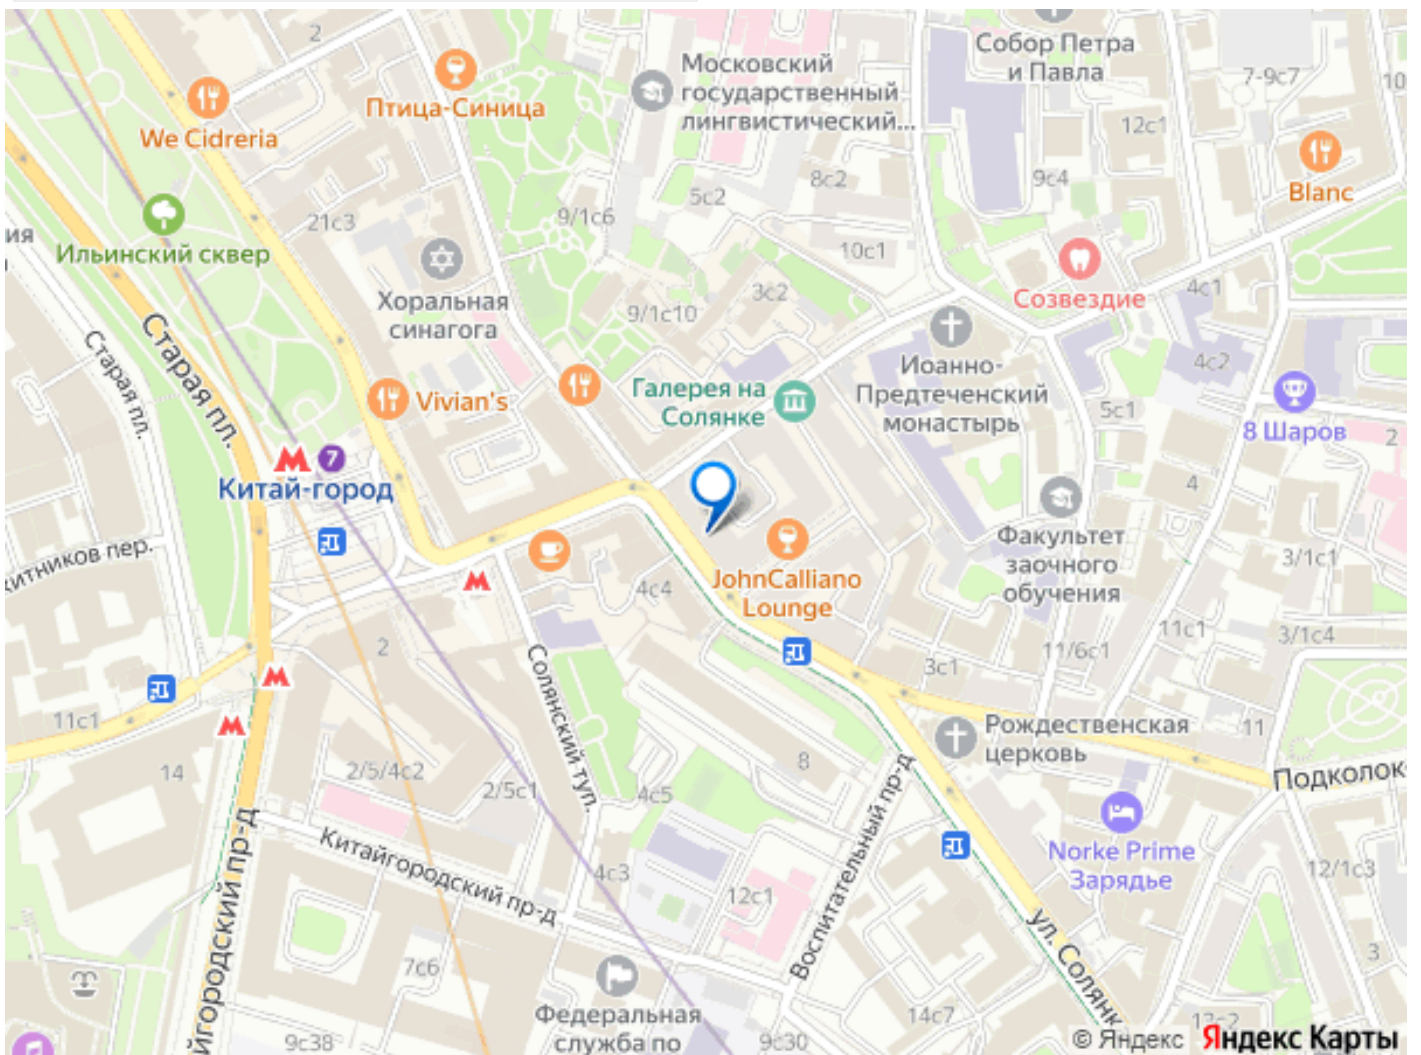 2
Птица-Синица
We Cidreria
Московский
государственный
лингвистический...
Собор Петра
и Павла
7-9с7
10
12с1
Blanc
8с2
9с4
5с2
9/1с6
21с3
ия
Ильинский сквер
10с1
Хоральная
синагога
3с2
9/1с10
Созвездие
4с1
Старая пл.
Старая пл.
Иоанно-
Предтеченский
монастырь
4с2
Галерея на
Солянке
Vivian's
5с1
8 Шаров
2
7
Китай-город
4
Факультет
заочного
обучения
3/1с1
JohnCalliano
Lounge
4с4
11с1
3/1с4
2
3с1
11/6с1
Солянский туп.
11с1
Рождественская
церковь
11
14
2/5/4с2
2/5с1
4с5
8
Воспитательный пр-д
Подколок
Китайгородский пр-д
4с3
12с1
Norke Prime
Зарядье
12/1с3
йгородский пр-д
7с6
ул. Солянк
3
Федеральная
служба по
9с38
9с30
14с7
13с2
© Яндекс Яндекс Карты